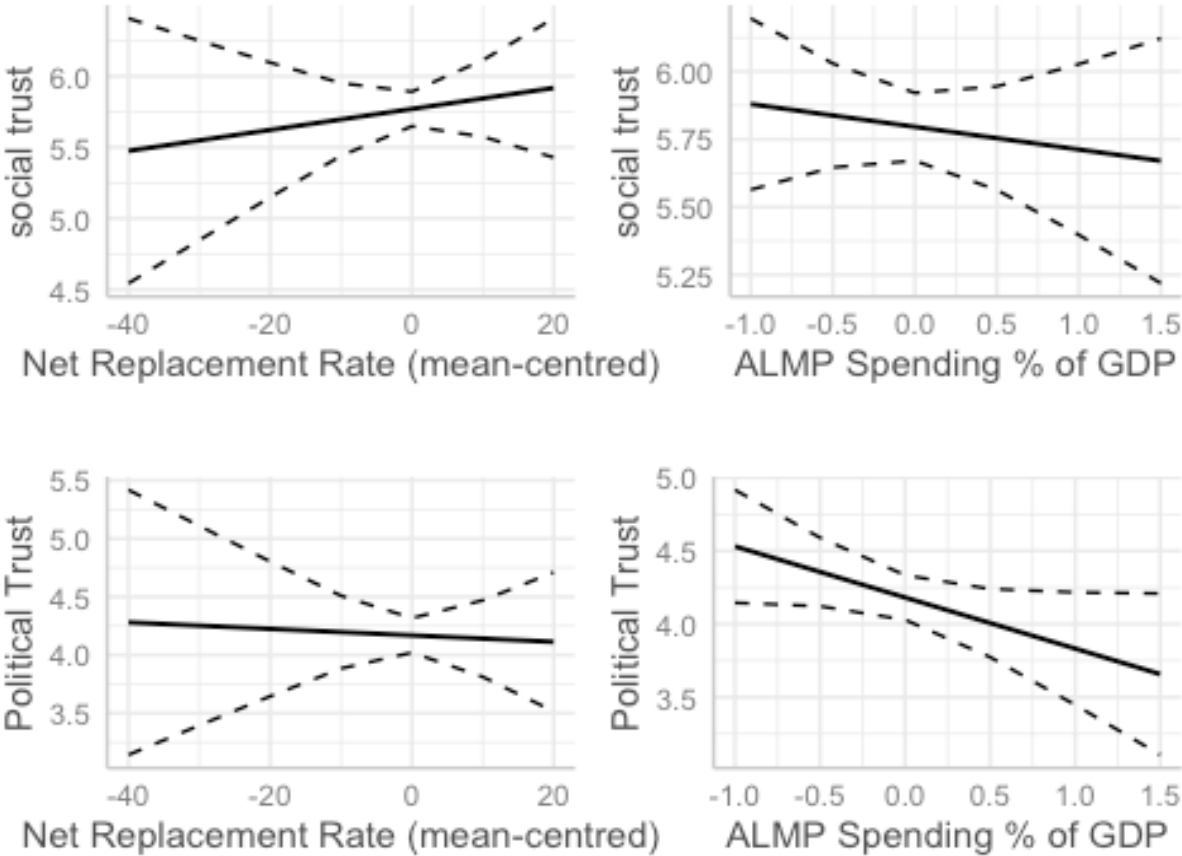 social trust
6.0
5.5
5.0
4.5
-40 -20 0 20
Net Replacement Rate (mean-centred)
social trust
6.00
5.75
5.50
5.25
-1.0 -0.5 0.0 0.5 1.0 1.5
ALMP Spending % of GDP
Political Trust
5.5
5.0
4.5
4.0
3.5
-40 -20 0 20
Net Replacement Rate (mean-centred)
Political Trust
5.0
4.5
4.0
3.5
-1.0 -0.5 0.0 0.5 1.0 1.5
ALMP Spending % of GDP